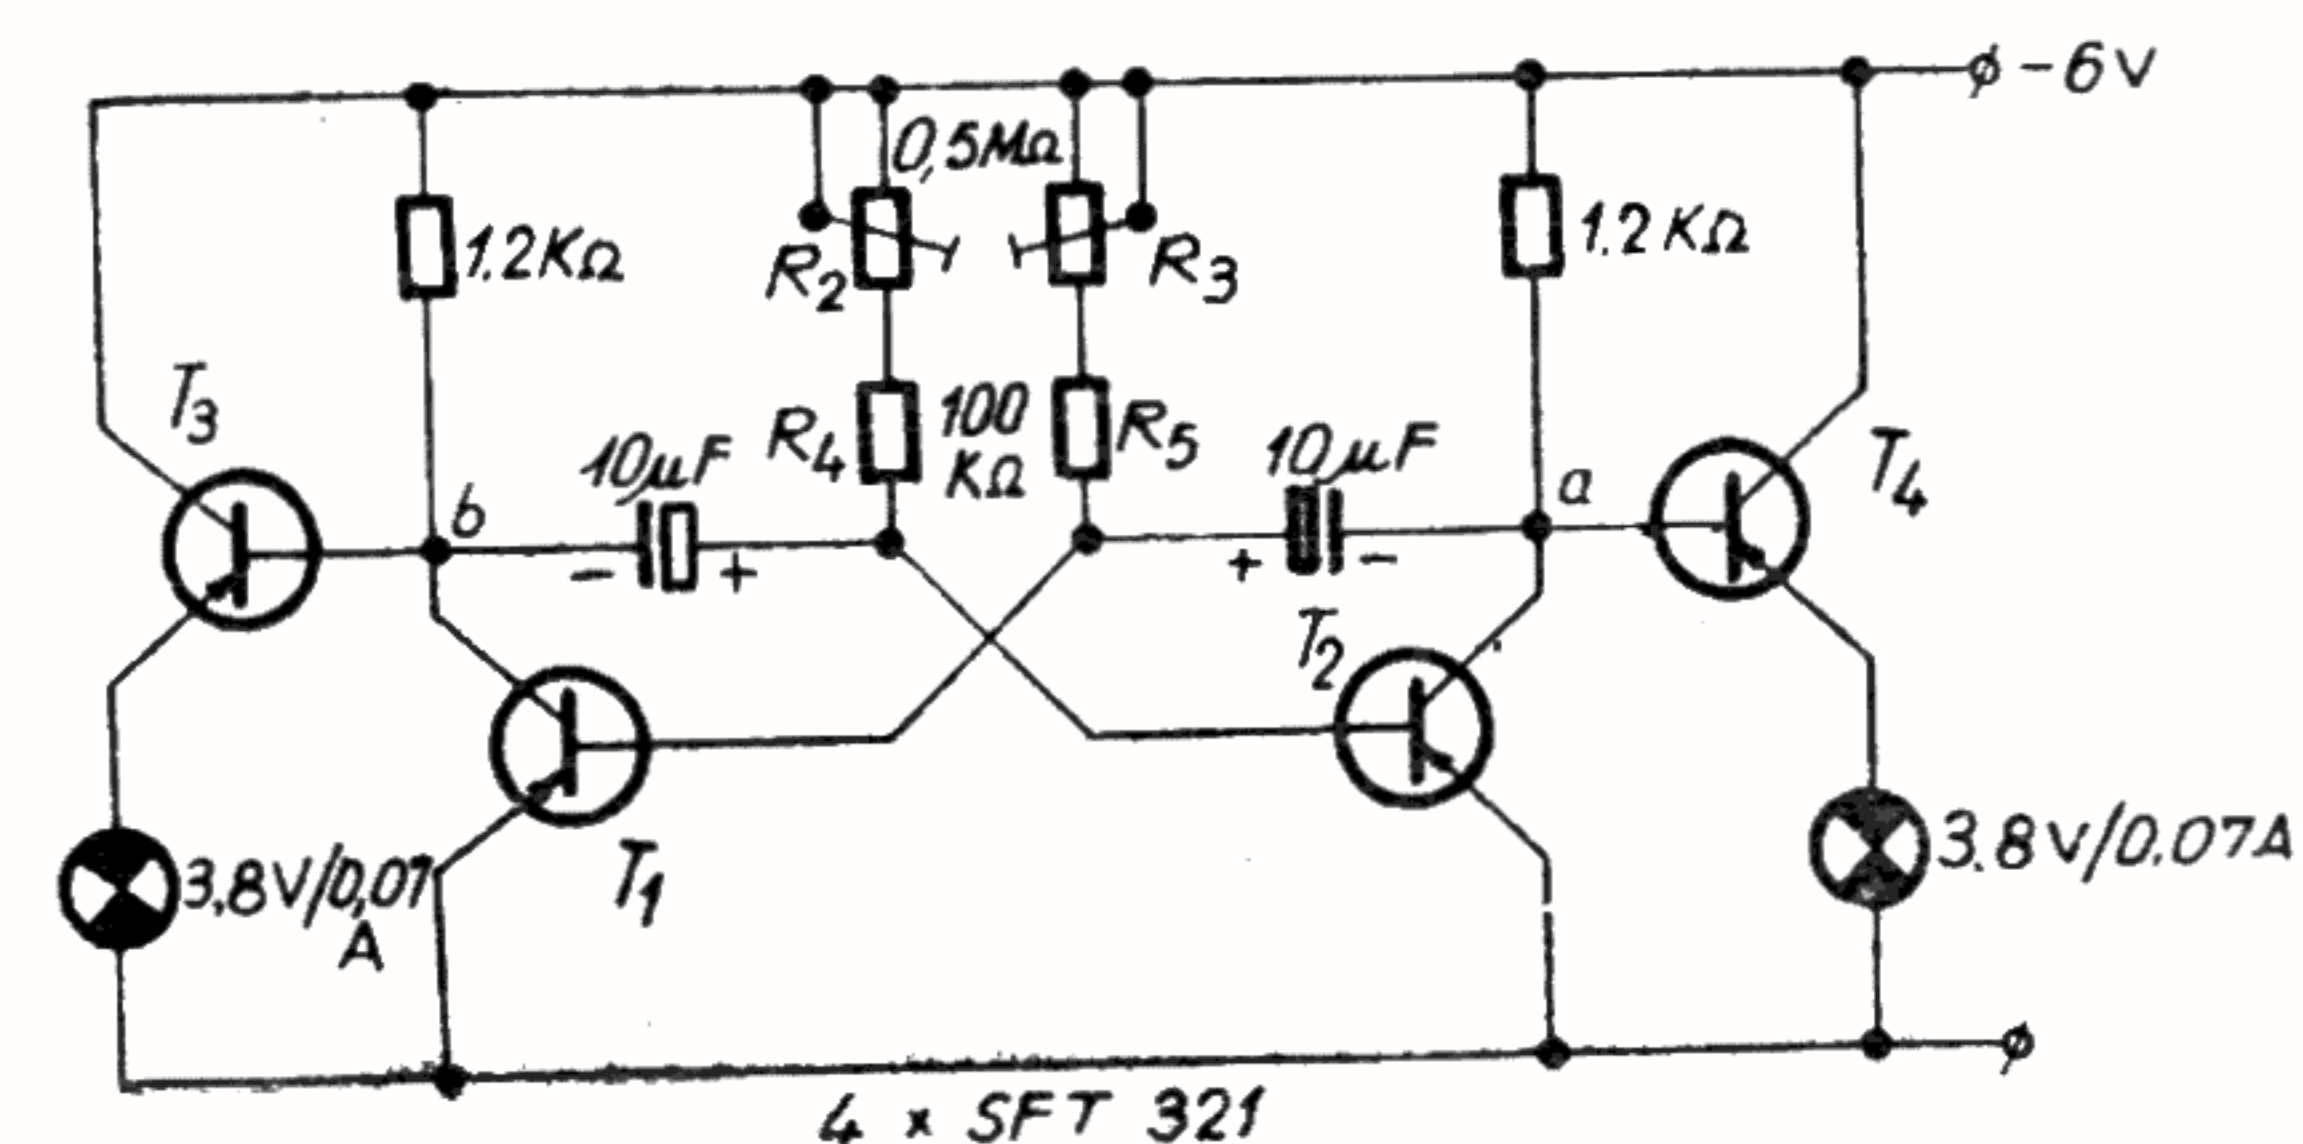 -6V
0,5MΩ
1.2KΩ
R2
R3
1.2KΩ
T3
R4
100
KΩ
R5
10μF
10μF
T4
b
a
-
+
+
-
T2
T1
3,8V/0,07
A
3.8V/0.07A
4 x SFT 321